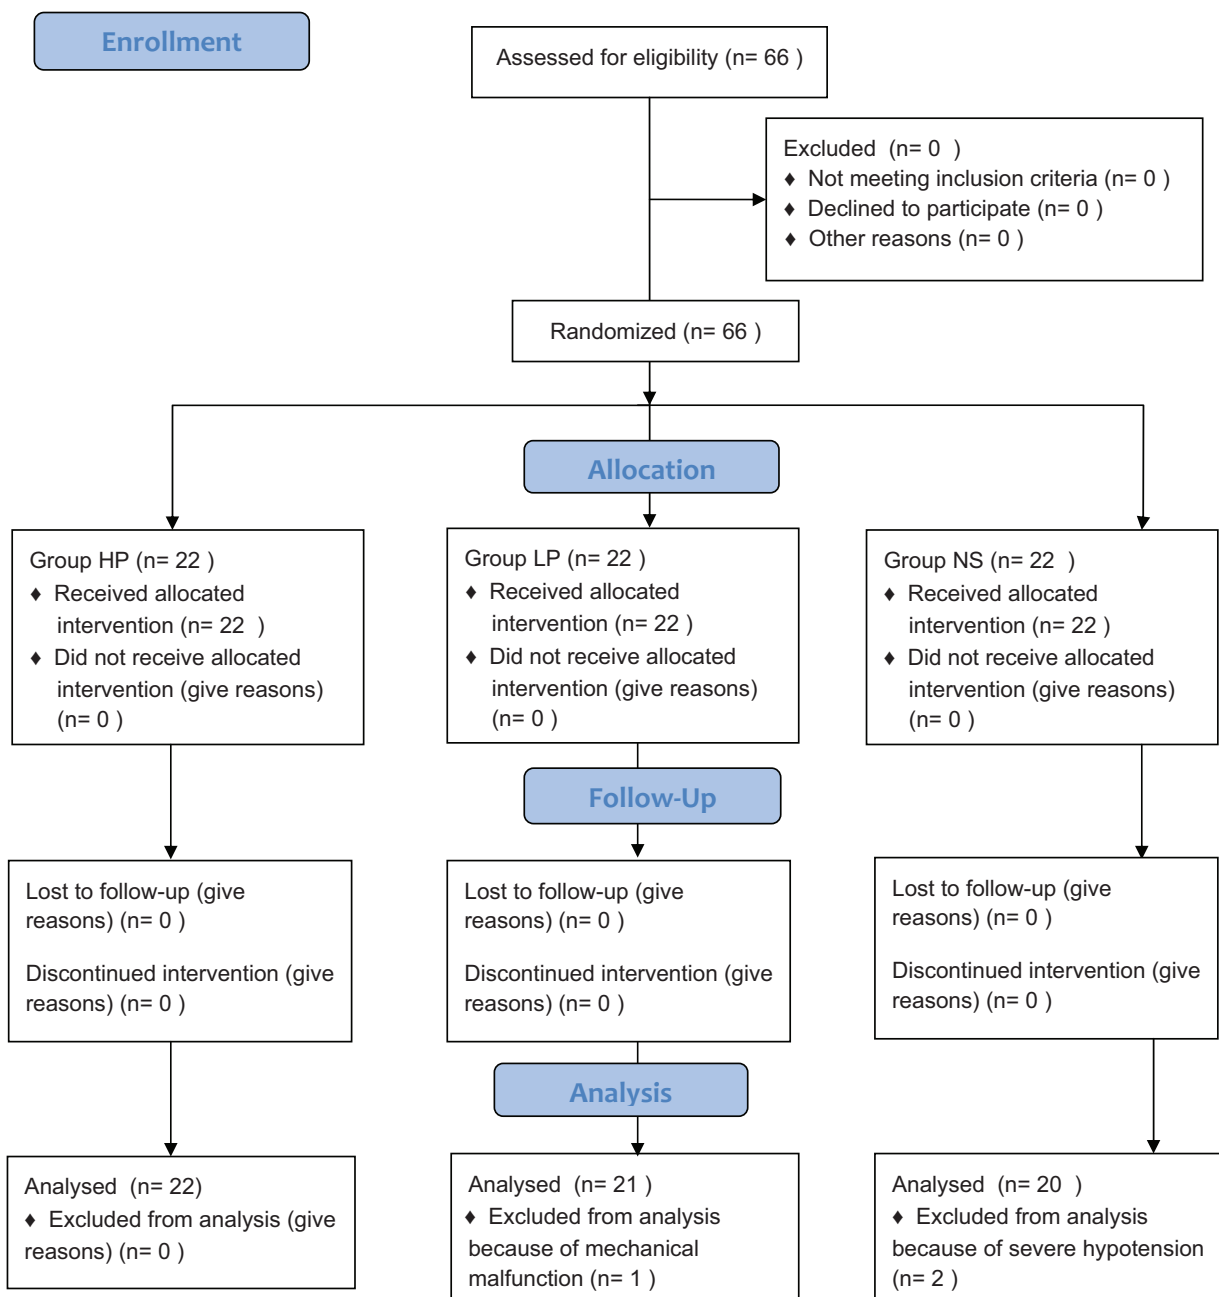 Enrollment
Assessed for eligibility (n= 66 )
Excluded (n= 0 )
♦ Not meeting inclusion criteria (n= 0 )
♦ Declined to participate (n= 0 )
♦ Other reasons (n= 0 )
Randomized (n= 66 )
Allocation
Group HP (n= 22 )
♦ Received allocated
intervention (n= 22 )
♦ Did not receive allocated
intervention (give reasons)
(n= 0 )
Group LP (n= 22 )
♦ Received allocated
intervention (n= 22 )
♦ Did not receive allocated
intervention (give reasons)
(n= 0 )
Group NS (n= 22 )
♦ Received allocated
intervention (n= 22 )
♦ Did not receive allocated
intervention (give reasons)
(n= 0 )
Follow-Up
Lost to follow-up (give
reasons) (n= 0 )
Discontinued intervention (give
reasons) (n= 0 )
Lost to follow-up (give
reasons) (n= 0 )
Discontinued intervention (give
reasons) (n= 0 )
Lost to follow-up (give
reasons) (n= 0 )
Discontinued intervention (give
reasons) (n= 0 )
Analysis
Analysed (n= 22)
♦ Excluded from analysis (give
reasons) (n= 0 )
Analysed (n= 21 )
♦ Excluded from analysis
because of mechanical
malfunction (n= 1 )
Analysed (n= 20 )
♦ Excluded from analysis
because of severe hypotension
(n= 2 )